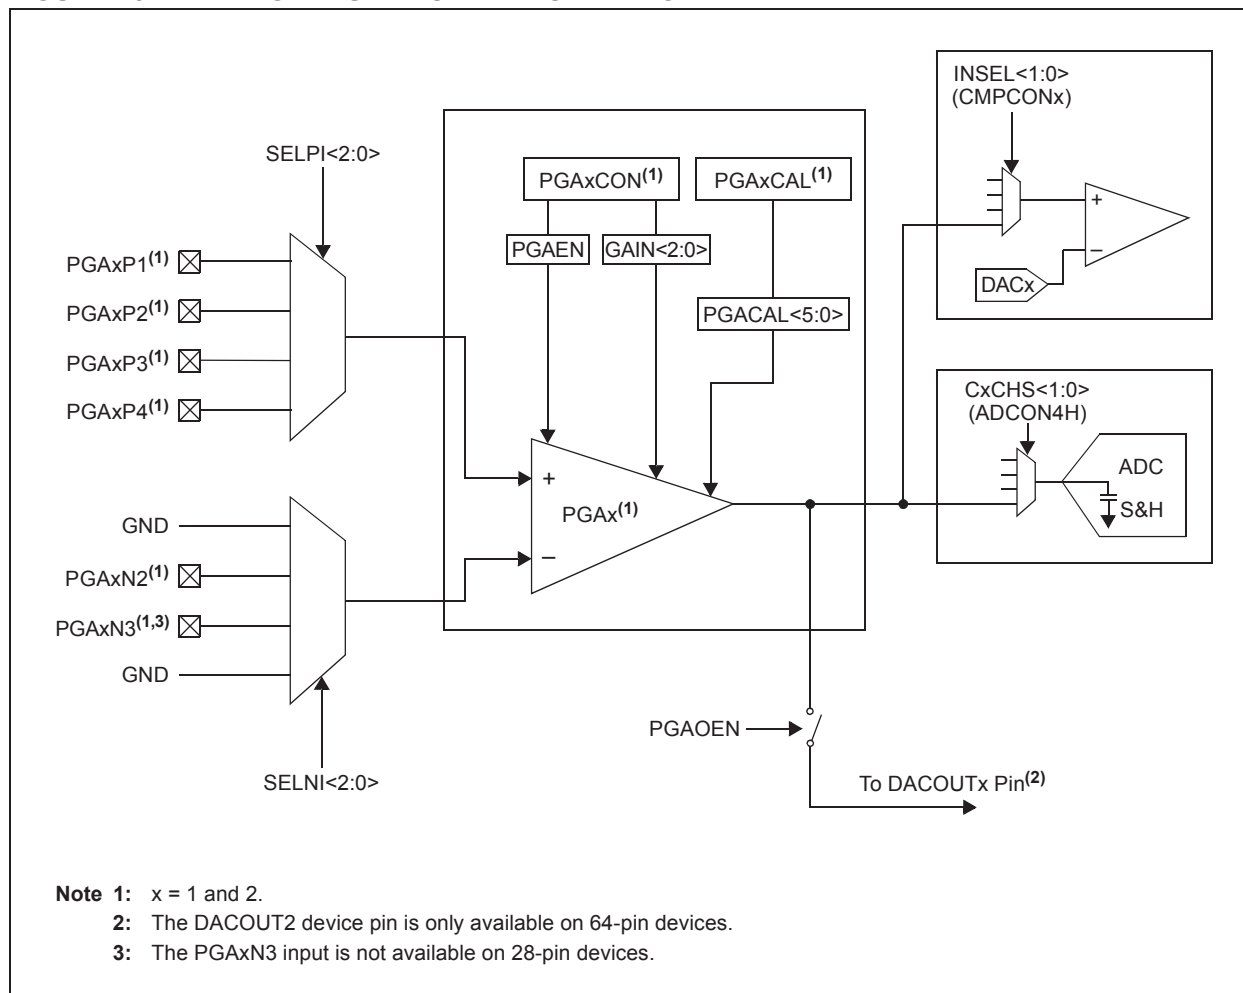 INSEL<1:0>
(CMPCONx)
SELPI<2:0>
PGAxCON(1)
PGAxCAL(1)
PGAEN
GAIN<2:0>
PGACAL<5:0>
PGAxP1(1)
PGAxP2(1)
PGAxP3(1)
PGAxP4(1)
+
–
DACx
CxCHS<1:0>
(ADCON4H)
ADC
S&H
+
PGAx(1)
–
GND
PGAxN2(1)
PGAxN3(1,3)
GND
SELNI<2:0>
PGAOEN
To DACOUTx Pin(2)
Note 1: x = 1 and 2.
2: The DACOUT2 device pin is only available on 64-pin devices.
3: The PGAxN3 input is not available on 28-pin devices.